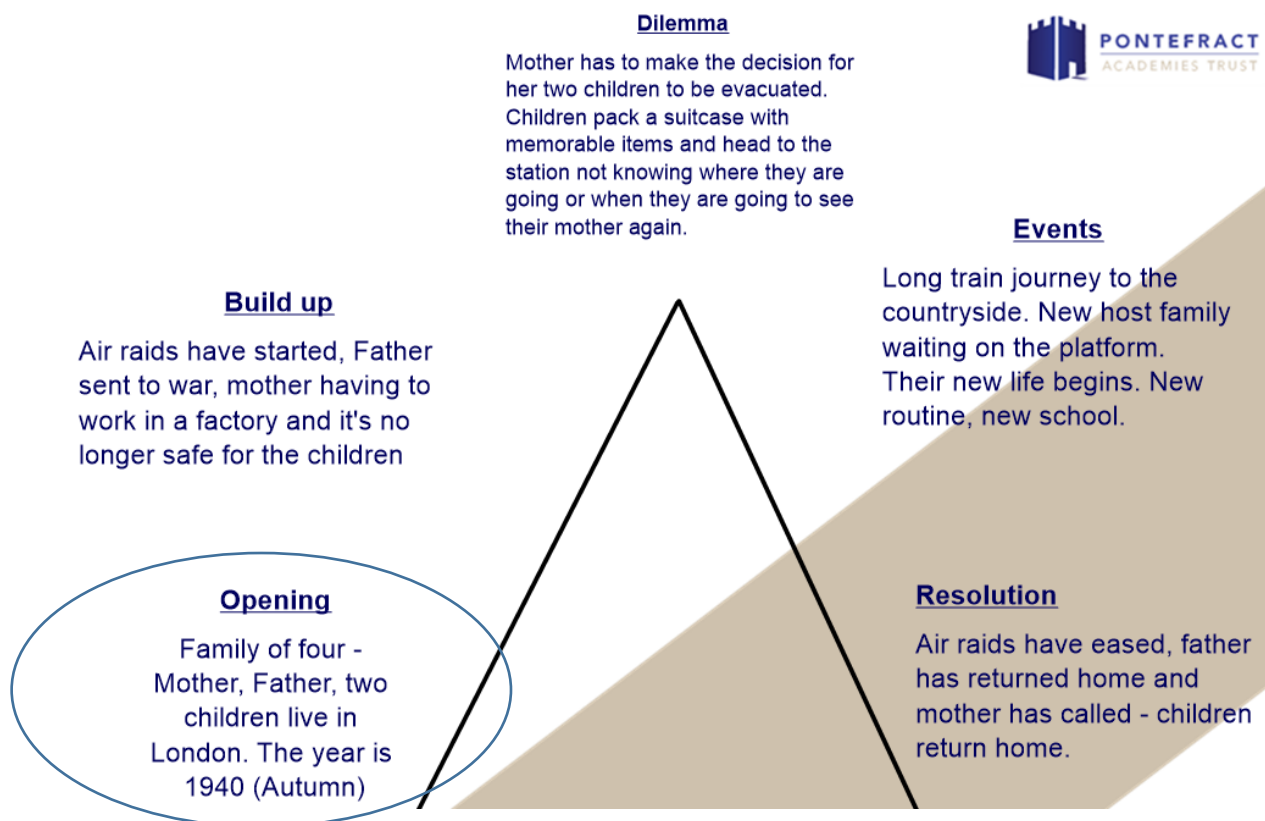 Dilemma
Mother has to make the decision for
her two children to be evacuated.
Children pack a suitcase with
memorable items and head to the
station not knowing where they are
going or when they are going to see
their mother again.
PONTEFRACT
ACADEMIES TRUST
Build up
Air raids have started, Father
sent to war, mother having to
work in a factory and it's no
longer safe for the children
Events
Long train journey to the
countryside. New host family
waiting on the platform.
Their new life begins. New
routine, new school.
Opening
Family of four -
Mother, Father, two
children live in
London. The year is
1940 (Autumn)
Resolution
Air raids have eased, father
has returned home and
mother has called - children
return home.